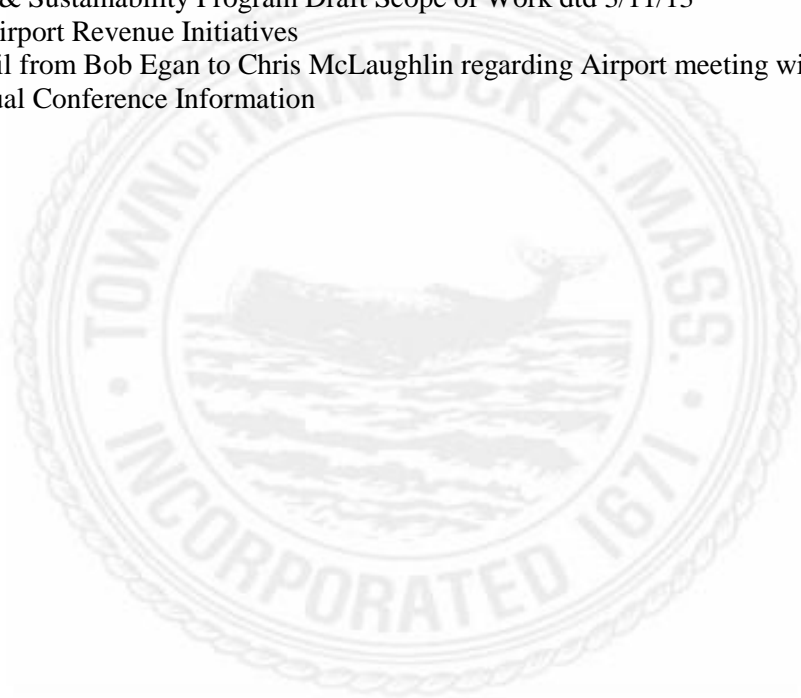 & Sustainability Program Draft Scope of Work dtd 3/11/13
irport Revenue Initiatives
il from Bob Egan to Chris McLaughlin regarding Airport meeting wi
ual Conference Information
TOWN OF NANTUCKET, MASS.
• INCORPORATED 1671 •